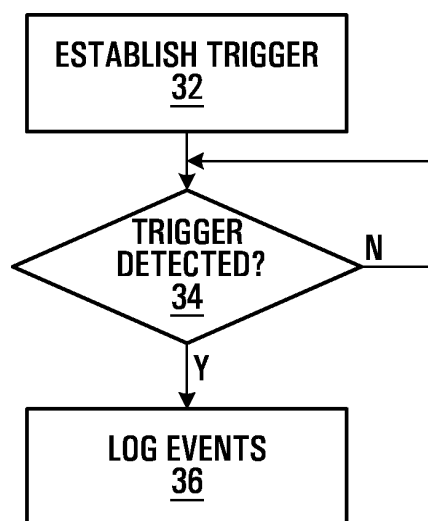 ESTABLISH TRIGGER
32
TRIGGER
DETECTED?
34
N
Y
LOG EVENTS
36